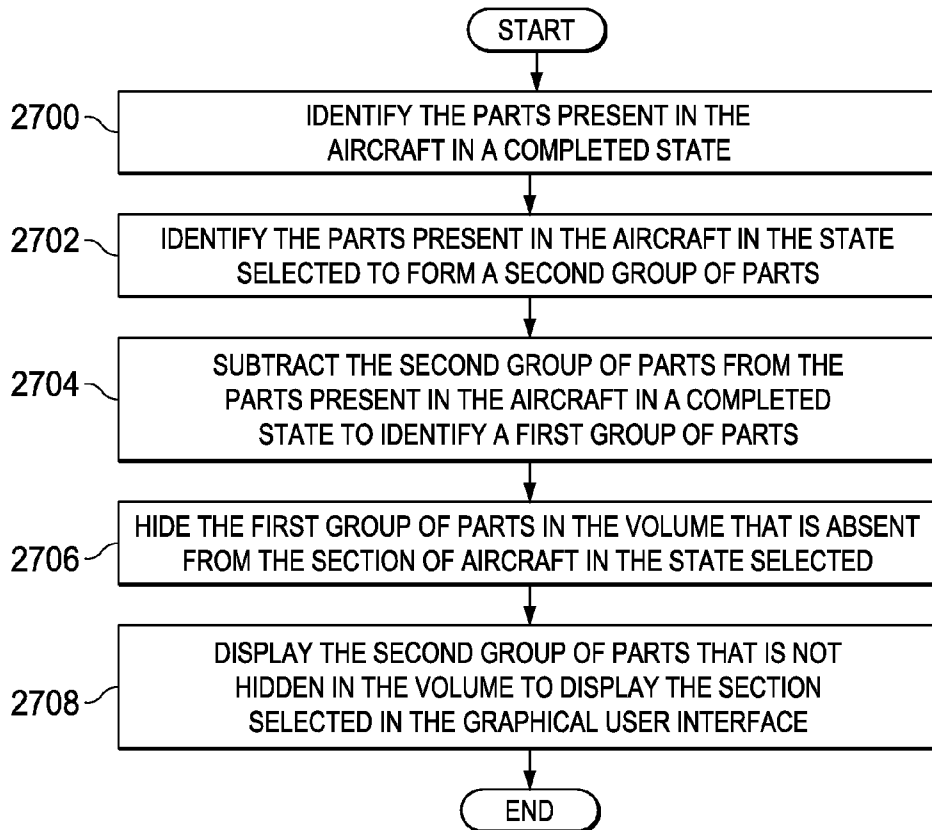 START
2700
IDENTIFY THE PARTS PRESENT IN THE
AIRCRAFT IN A COMPLETED STATE
2702
IDENTIFY THE PARTS PRESENT IN THE AIRCRAFT IN THE STATE
SELECTED TO FORM A SECOND GROUP OF PARTS
2704
SUBTRACT THE SECOND GROUP OF PARTS FROM THE
PARTS PRESENT IN THE AIRCRAFT IN A COMPLETED
STATE TO IDENTIFY A FIRST GROUP OF PARTS
2706
HIDE THE FIRST GROUP OF PARTS IN THE VOLUME THAT IS ABSENT
FROM THE SECTION OF AIRCRAFT IN THE STATE SELECTED
2708
DISPLAY THE SECOND GROUP OF PARTS THAT IS NOT
HIDDEN IN THE VOLUME TO DISPLAY THE SECTION
SELECTED IN THE GRAPHICAL USER INTERFACE
END